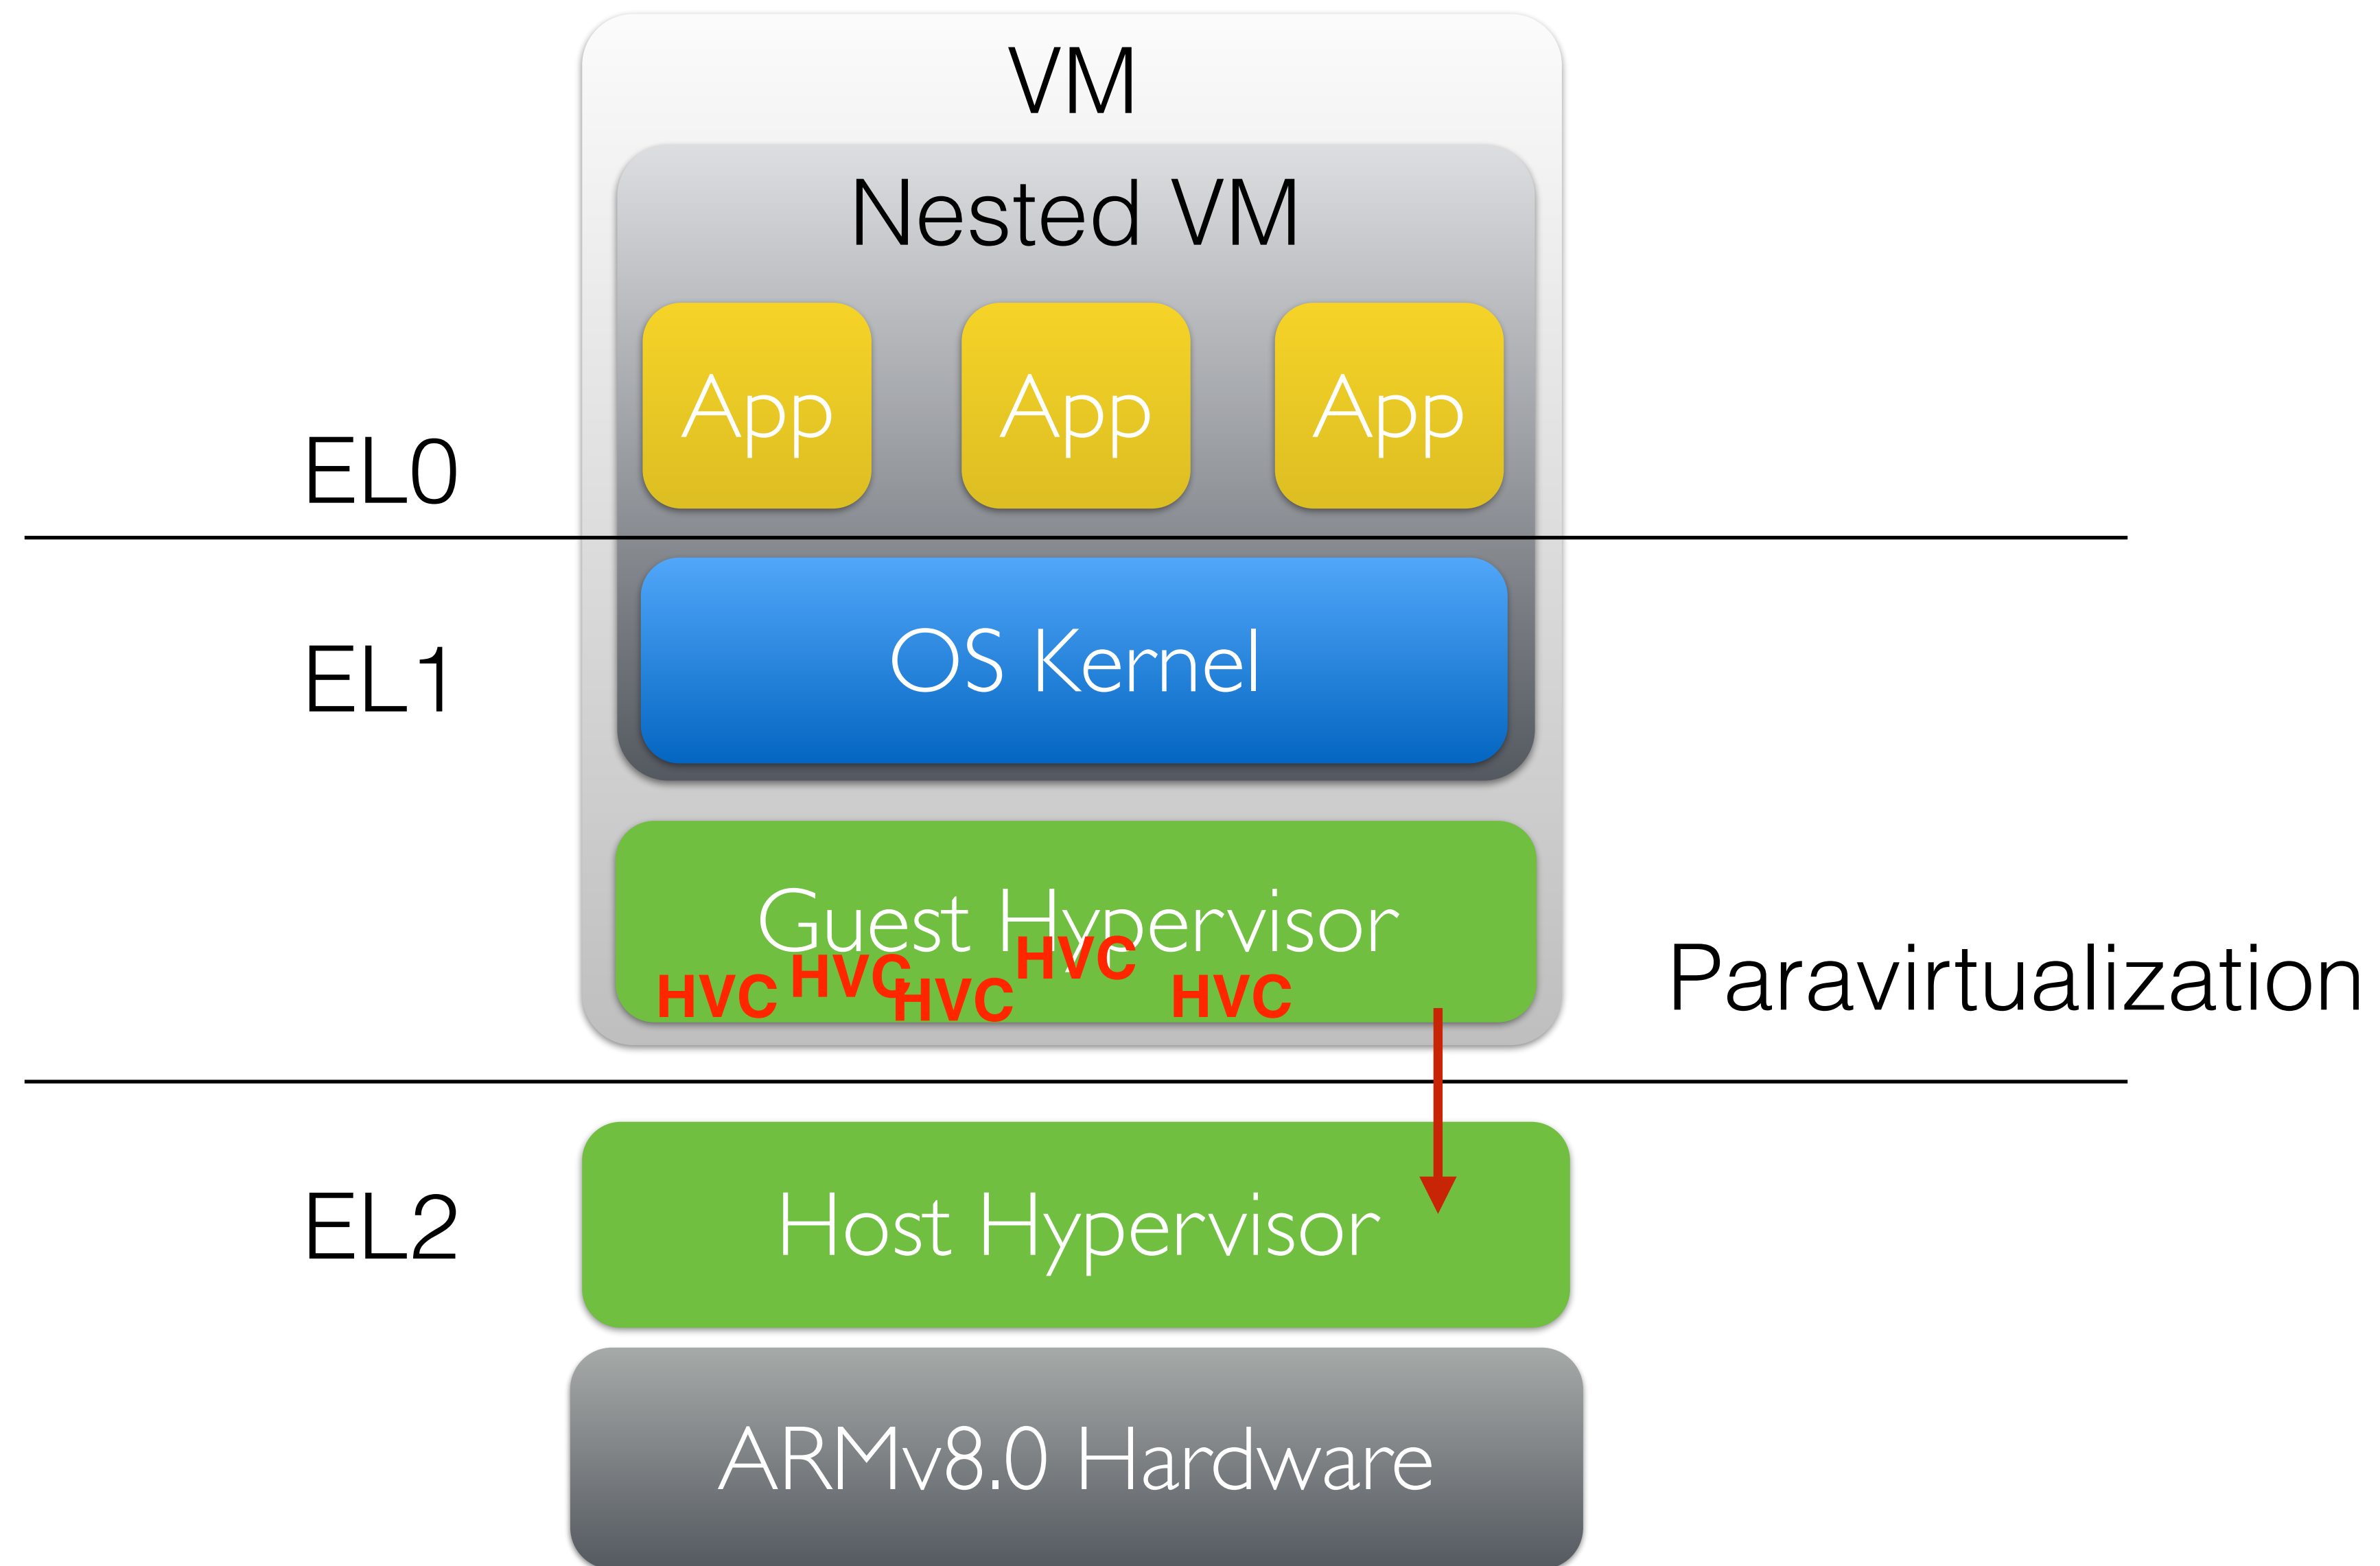 VM
Nested VM
App App App
EL0
OS Kernel
EL1
Guest Hypervisor
HVC HVC HVC HVC HVC
Paravirtualization
Host Hypervisor
EL2
ARMv8.0 Hardware